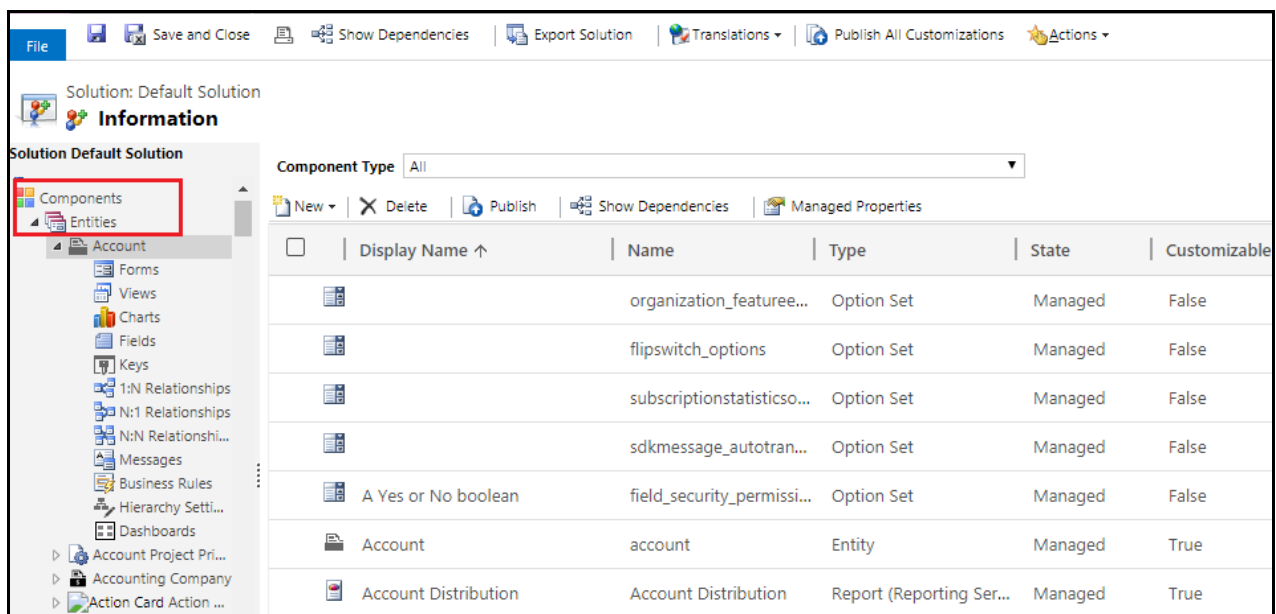 File Save and Close Show Dependencies Export Solution Translations Publish All Customizations Actions
Solution: Default Solution
Information
Solution Default Solution
Components
Entities
Account
Forms
Views
Charts
Fields
Keys
1:N Relationships
N:1 Relationships
N:N Relationshi...
Messages
Business Rules
Hierarchy Setti...
Dashboards
Account Project Pri...
Accounting Company
Action Card Action ...
Component Type All
New Delete Publish Show Dependencies Managed Properties
Display Name ↑ Name Type State Customizable
organization_featuree... Option Set Managed False
flipswitch_options Option Set Managed False
subscriptionstatisticso... Option Set Managed False
sdkmessage_autotran... Option Set Managed False
A Yes or No boolean field_security_permissi... Option Set Managed False
Account account Entity Managed True
Account Distribution Account Distribution Report (Reporting Ser... Managed True